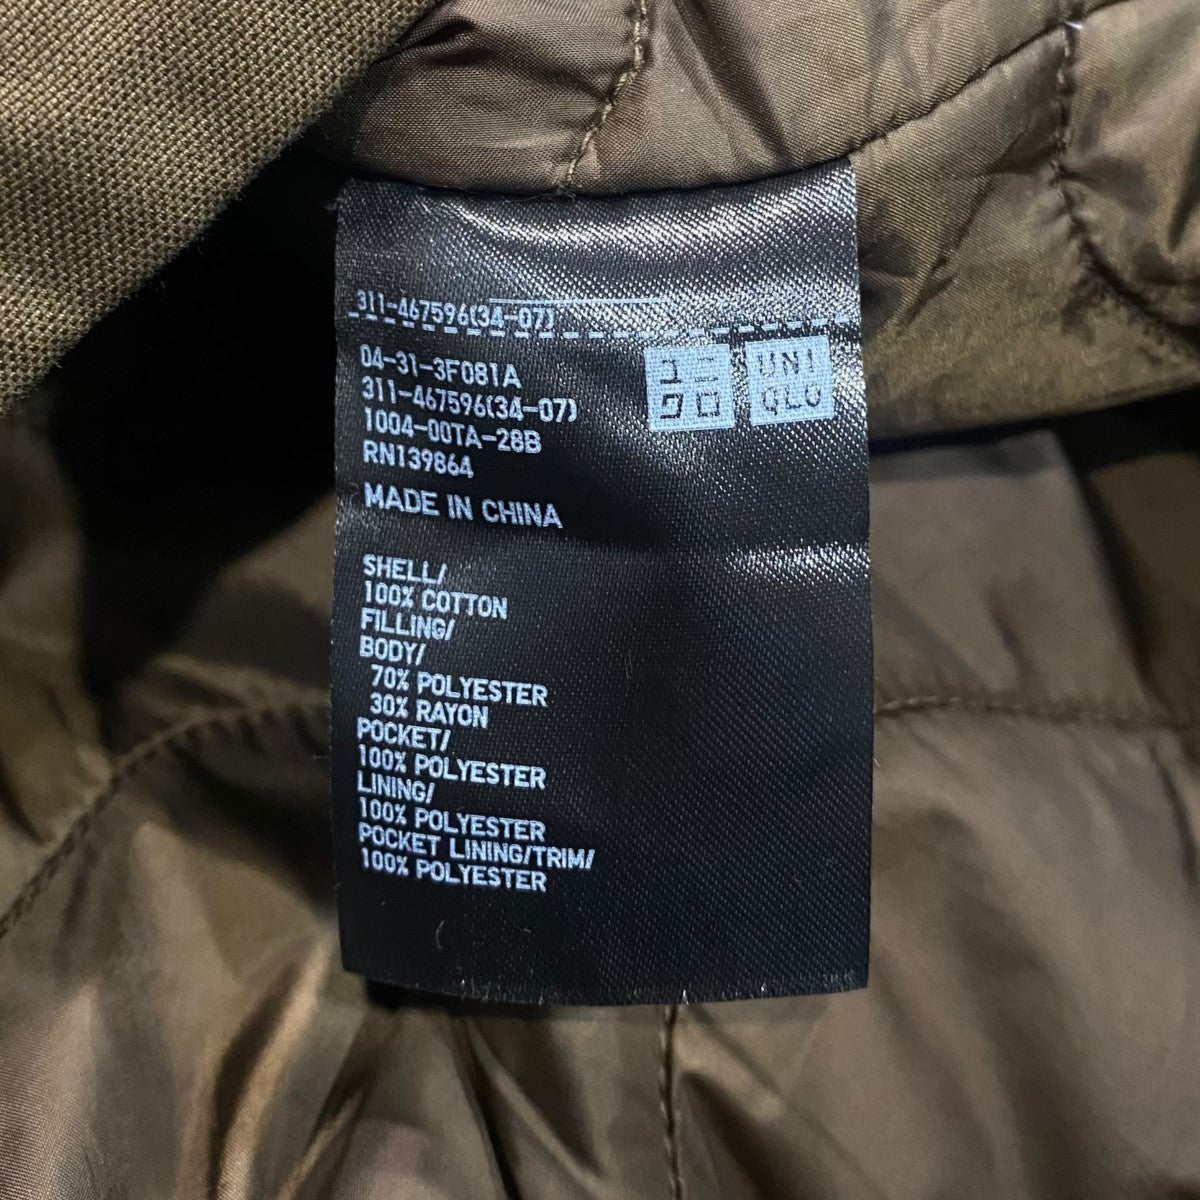 311-467596(34-07)
04-31-3F081A
311-467596(34-07)
1004-00TA-28B
RN139864
MADE IN CHINA
ユニ
クロ
UNI
QLO
SHELL/
100% COTTON
FILLING/
BODY/
70% POLYESTER
30% RAYON
POCKET/
100% POLYESTER
LINING/
100% POLYESTER
POCKET LINING/TRIM/
100% POLYESTER